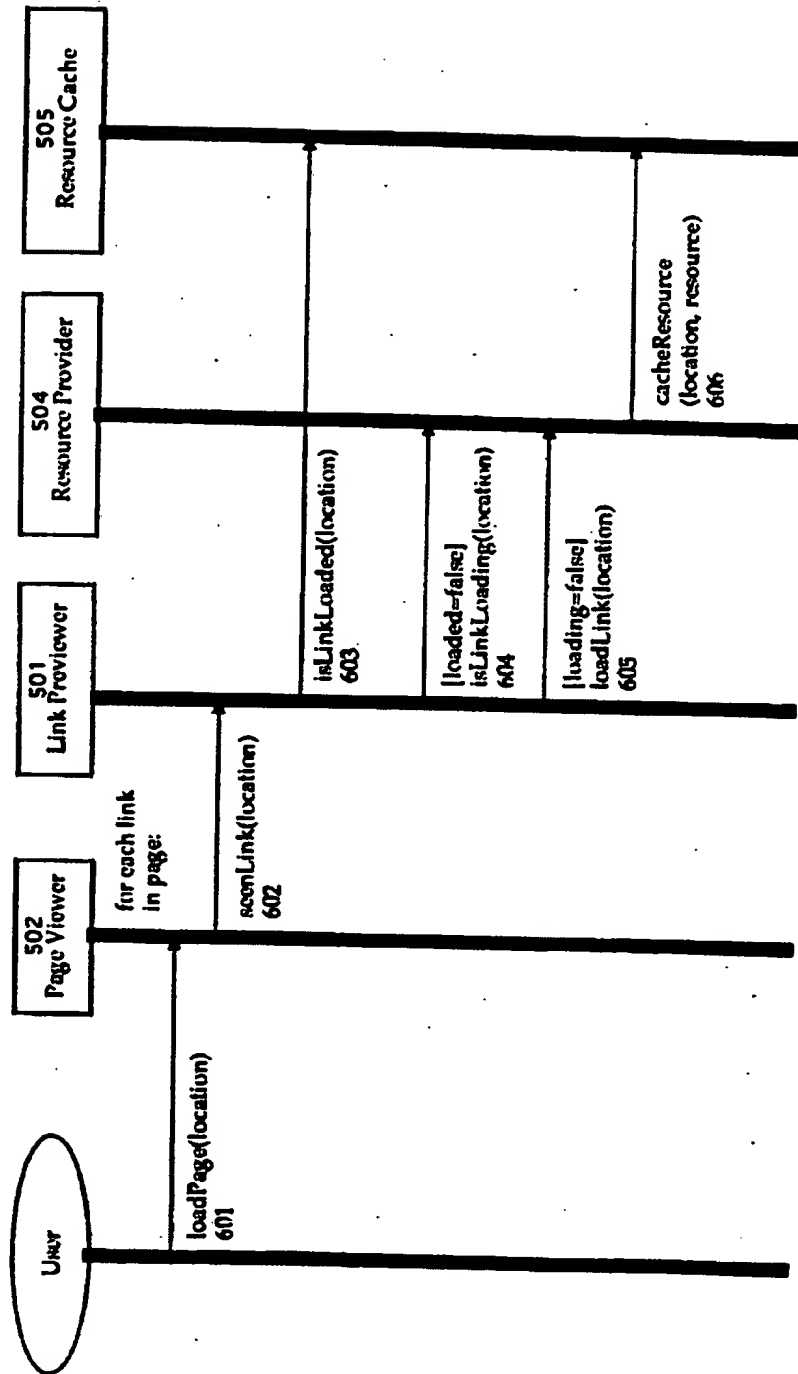 User
502
Page Viewer
501
Link Previewer
504
Resource Provider
505
Resource Cache
loadPage(location)
601
for each link
in page:
seenLink(location)
602
isLinkLoaded(location)
603
[loaded=false]
isLinkLoading(location)
604
[loading=false]
loadLink(location)
605
cacheResource
(location, resource)
606